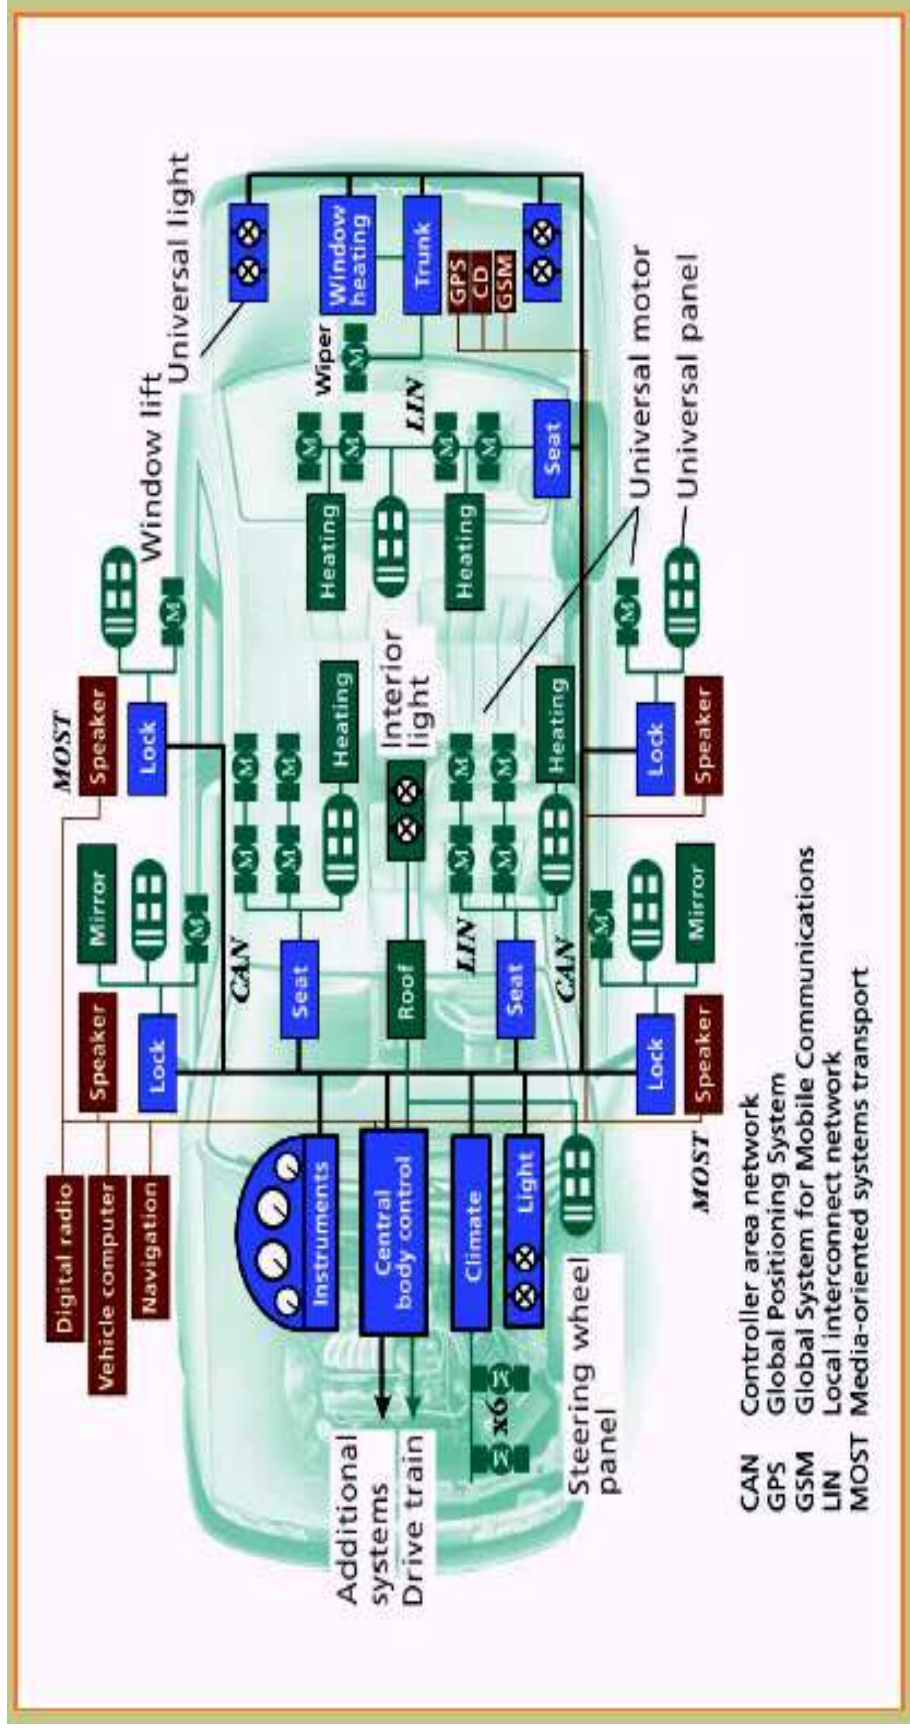 Digital radio
Vehicle computer
Navigation
Speaker
Lock
Mirror
M
MOST
Speaker
Lock
M
Window lift
Universal light
Additional
systems
Drive train
Instruments
Central
body control
Climate
Light
M
x6
M
Steering wheel
panel
CAN
Seat
M
M
M
M
Heating
Roof
Interior
light
LIN
Seat
M
M
M
M
Heating
CAN
Heating
M
M
LIN
Heating
M
M
Seat
Wiper
M
Window
heating
Trunk
GPS
CD
GSM
MOST
Lock
Speaker
M
Mirror
Lock
Speaker
M
Universal motor
Universal panel
CAN Controller area network
GPS Global Positioning System
GSM Global System for Mobile Communications
LIN Local interconnect network
MOST Media-oriented systems transport